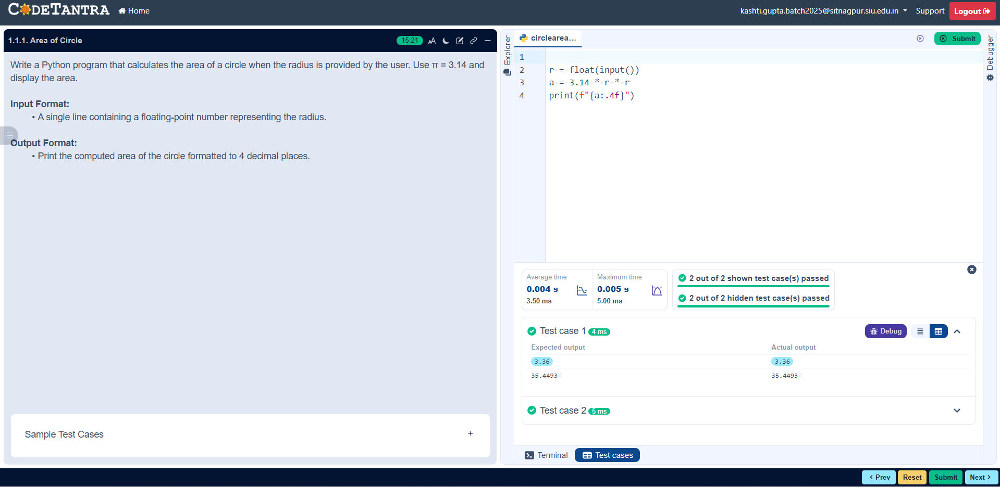 CODETANTRA
Home
kashti.gupta.batch2025@sitnagpur.siu.edu.in
Support
Logout
1.1.1. Area of Circle
15:21
AA
Write a Python program that calculates the area of a circle when the radius is provided by the user. Use π = 3.14 and
display the area.
Input Format:
• A single line containing a floating-point number representing the radius.
Output Format:
• Print the computed area of the circle formatted to 4 decimal places.
Sample Test Cases
+
Explorer
circlearea...
Submit
Debugger
1
2 r = float(input())
3 a = 3.14 * r * r
4 print(f"{a:.4f}")
Average time
0.004 s
3.50 ms
Maximum time
0.005 s
5.00 ms
2 out of 2 shown test case(s) passed
2 out of 2 hidden test case(s) passed
Test case 1 4 ms
Debug
Expected output Actual output
3.36 3.36
35.4493 35.4493
Test case 2 5 ms
Terminal
Test cases
< Prev
Reset
Submit
Next >